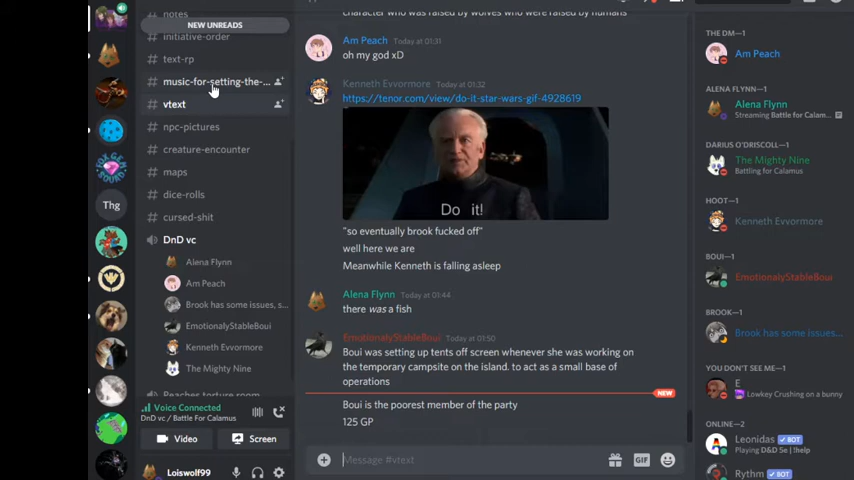 notes
NEW UNREADS
initiative-order
text-rp
music-for-setting-the-...
vtext
npc-pictures
creature-encounter
maps
dice-rolls
cursed-shit
DnD vc
Alena Flynn
Am Peach
Brook has some issues, s...
EmotionalyStableBoui
Kenneth Evvormore
The Mighty Nine
Peaches torture room
Voice Connected
DnD vc / Battle For Calamus
Video
Screen
Loiswolf99
Thg
character who was raised by wolves who were raised by humans
Am Peach Today at 01:31
oh my god xD
Kenneth Evvormore Today at 01:32
https://tenor.com/view/do-it-star-wars-gif-4928619
Do it!
"so eventually brook fucked off"
well here we are
Meanwhile Kenneth is falling asleep
Alena Flynn Today at 01:44
there was a fish
EmotionalyStableBoui Today at 01:50
Boui was setting up tents off screen whenever she was working on
the temporary campsite on the island. to act as a small base of
operations
NEW
Boui is the poorest member of the party
125 GP
Message #vtext
GIF
THE DM—1
Am Peach
ALENA FLYNN—1
Alena Flynn
Streaming Battle for Calam...
DARIUS O'DRISCOLL—1
The Mighty Nine
Battling for Calamus
HOOT—1
Kenneth Evvormore
BOUI—1
EmotionalyStableBoui
BROOK—1
Brook has some issues...
YOU DON'T SEE ME—1
E
Lowkey Crushing on a bunny
ONLINE—2
Leonidas BOT
Playing D&D 5e | !help
Rythm BOT